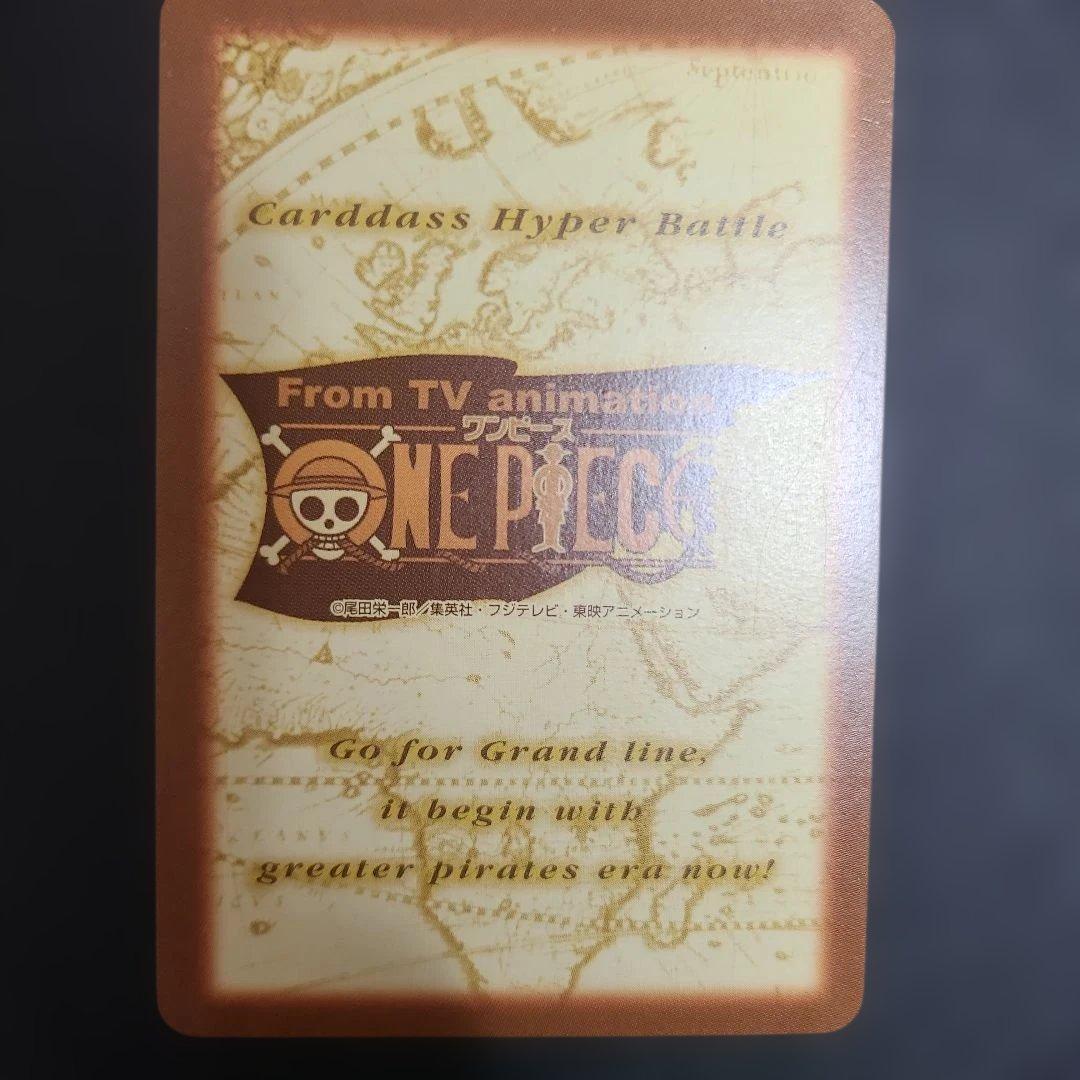 Carddass Hyper Battle
From TV animation
ワンピース
ONE PIECE
©尾田栄一郎／集英社・フジテレビ・東映アニメーション
Go for Grand line,
it begin with
greater pirates era now!